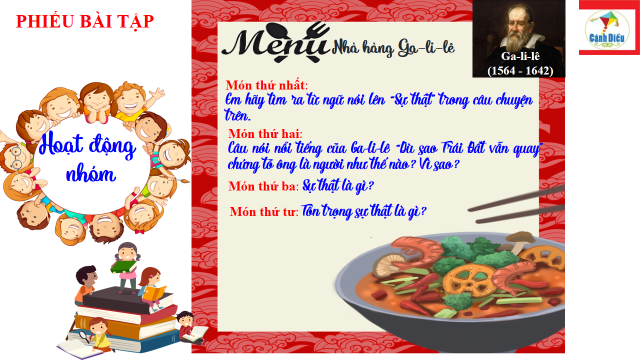 PHIẾU BÀI TẬP
Menu Nhà hàng Ga-li-lê
Ga-li-lê
(1564 - 1642)
Cánh Diều
Hoạt động
nhóm
Món thứ nhất:
Em hãy tìm ra từ ngữ nói lên "Sự thật" trong câu chuyện
trên.
Món thứ hai:
Câu nói nổi tiếng của Ga-li-lê "Dù sao Trái Đất vẫn quay"
chứng tỏ ông là người như thế nào? Vì sao?
Món thứ ba: Sự thật là gì?
Món thứ tư: Tôn trọng sự thật là gì?